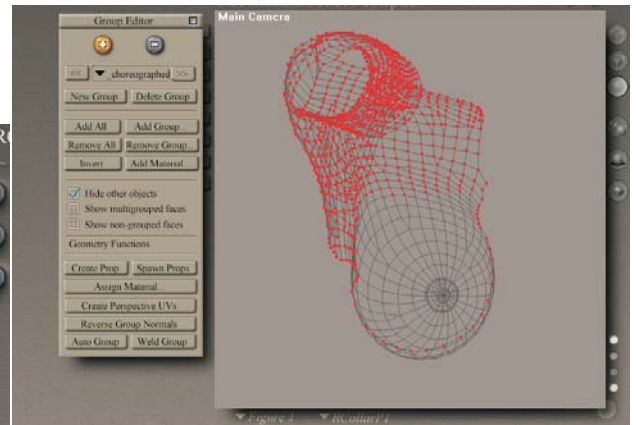 Group Editor
Main Camera
<< _choreographed >>
New Group Delete Group
Add All Add Group...
Remove All Remove Group...
Invert Add Material...
Hide other objects
Show multigrouped faces
Show non-grouped faces
Geometry Functions
Create Prop Spawn Props
Assign Material...
Create Perspective UVs
Reverse Group Normals
Auto Group Weld Group
Figure 1 RCollarP1